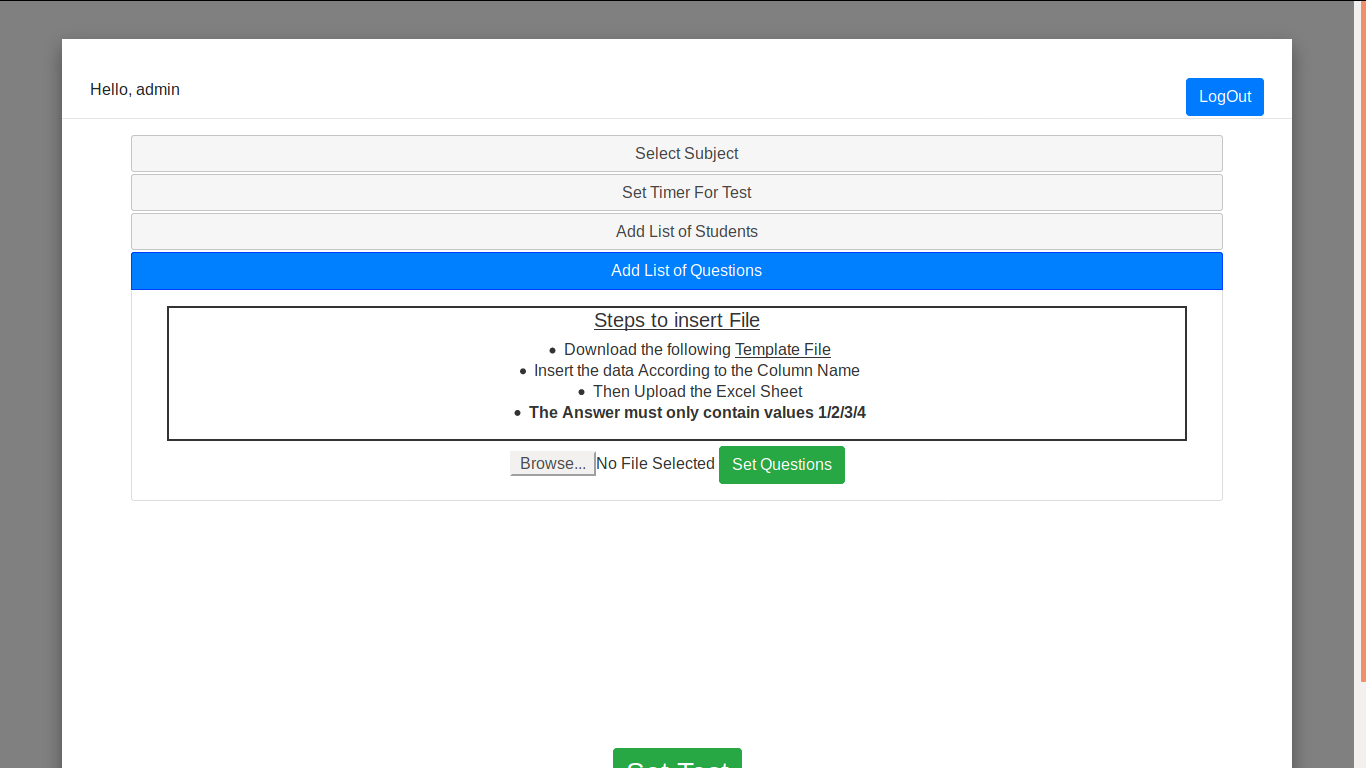 Hello, admin
LogOut
Select Subject
Set Timer For Test
Add List of Students
Add List of Questions
Steps to insert File
Download the following Template File
Insert the data According to the Column Name
Then Upload the Excel Sheet
The Answer must only contain values 1/2/3/4
Browse... No File Selected Set Questions
Set Test